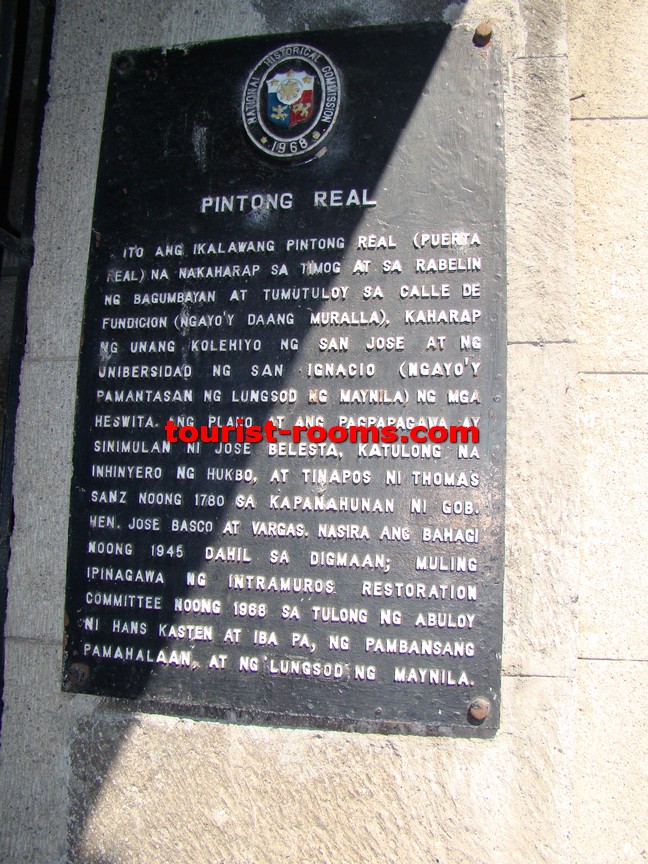 NATIONAL HISTORICAL COMMISSION
1968
PINTONG REAL
ITO ANG IKALAWANG PINTONG REAL (PUERTA
REAL) NA NAKAHARAP SA TIMOG AT SA RABELIN
NG BAGUMBAYAN AT TUMUTULOY SA CALLE DE
FUNDICION (NGAYO'Y DAANG MURALLA), KAHARAP
NG UNANG KOLEHIYO NG SAN JOSE AT NG
UNIBERSIDAD NG SAN IGNACIO (NGAYO'Y
PAMANTASAN NG LUNGSOD NG MAYNILA) NG MGA
HESWITA. ANG PLANO AT ANG PAGPAPAGAWA AY
tourist-rooms.com
SINIMULAN NI JOSE BELESTA, KATULONG NA
INHINYERO NG HUKBO, AT TINAPOS NI THOMAS
SANZ NOONG 1780 SA KAPANAHUNAN NI GOB.
HEN. JOSE BASCO AT VARGAS. NASIRA ANG BAHAGI
NOONG 1945 DAHIL SA DIGMAAN; MULING
IPINAGAWA NG INTRAMUROS RESTORATION
COMMITTEE NOONG 1968 SA TULONG NG ABULOY
NI HANS KASTEN AT IBA PA, NG PAMBANSANG
PAMAHALAAN, AT NG LUNGSOD NG MAYNILA.